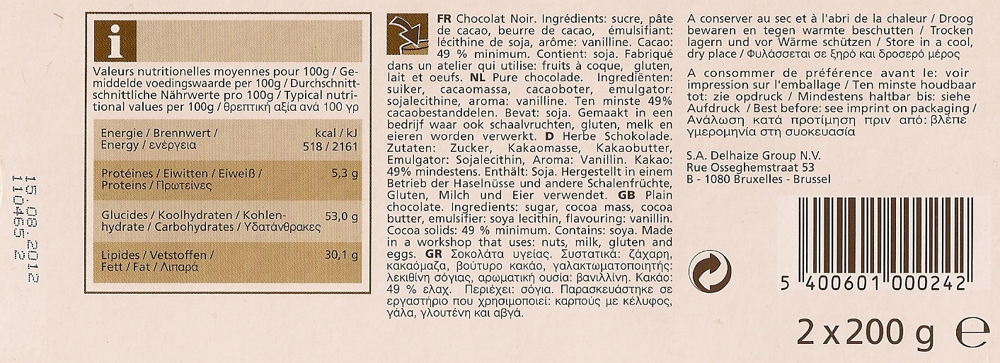 i
Valeurs nutritionelles moyennes pour 100g / Ge-
middelde voedingswaarde per 100g / Durchschnitt-
schnittliche Nährwerte pro 100g / Typical nutri-
tional values per 100g / θρεπτική αξία ανά 100 γρ
Energie / Brennwert / kcal / kJ
Energy / ενέργεια 518 / 2161
Protéines / Eiwitten / Eiweiß / 5,3 g
Proteins / Πρωτείνες
Glucides / Koolhydraten / Kohlen- 53,0 g
hydrate / Carbohydrates / Υδατάνθρακες
Lipides / Vetstoffen / 30,1 g
Fett / Fat / Λιπαρά
15.08.2012
110465 2
FR Chocolat Noir. Ingrédients: sucre, pâte
de cacao, beurre de cacao, émulsifiant:
lécithine de soja, arôme: vanilline. Cacao:
49 % minimum. Contient: soja. Fabriqué
dans un atelier qui utilise: fruits à coque, gluten,
lait et oeufs. NL Pure chocolade. Ingrediënten:
suiker, cacaomassa, cacaoboter, emulgator:
sojalecithine, aroma: vanilline. Ten minste 49%
cacaobestanddelen. Bevat: soja. Gemaakt in een
bedrijf waar ook schaalvruchten, gluten, melk en
eieren worden verwerkt. D Herbe Schokolade.
Zutaten: Zucker, Kakaomasse, Kakaobutter,
Emulgator: Sojalecithin, Aroma: Vanillin. Kakao:
49% mindestens. Enthält: Soja. Hergestellt in einem
Betrieb der Haselnüsse und andere Schalenfrüchte,
Gluten, Milch und Eier verwendet. GB Plain
chocolate. Ingredients: sugar, cocoa mass, cocoa
butter, emulsifier: soya lecithin, flavouring: vanillin.
Cocoa solids: 49 % minimum. Contains: soya. Made
in a workshop that uses: nuts, milk, gluten and
eggs. GR Σοκολάτα υγείας. Συστατικά: ζάχαρη,
κακαόμαζα, βούτυρο κακάο, γαλακτωματοποιητής:
λεκιθίνη σόγιας, αρωματική ουσία: βανιλλίνη. Κακάο:
49 % ελαχ. Περιέχει: σόγια. Παρασκευάστηκε σε
εργαστήριο που χρησιμοποιεί: καρπούς με κέλυφος,
γάλα, γλουτένη και αβγά.
A conserver au sec et à l'abri de la chaleur / Droog
bewaren en tegen warmte beschutten / Trocken
lagern und vor Wärme schützen / Store in a cool,
dry place / Φυλάσσεται σε ξηρό και δροσερό μέρος
A consommer de préférence avant le: voir
impression sur l'emballage / Ten minste houdbaar
tot: zie opdruck / Mindestens haltbar bis: siehe
Aufdruck / Best before: see imprint on packaging /
Ανάλωση κατά προτίμηση πριν από: βλέπε
γμερομηνία στη συοκευασία
S.A. Delhaize Group N.V.
Rue Osseghemstraat 53
B - 1080 Bruxelles - Brussel
5 400601 000242
2 x 200 g e